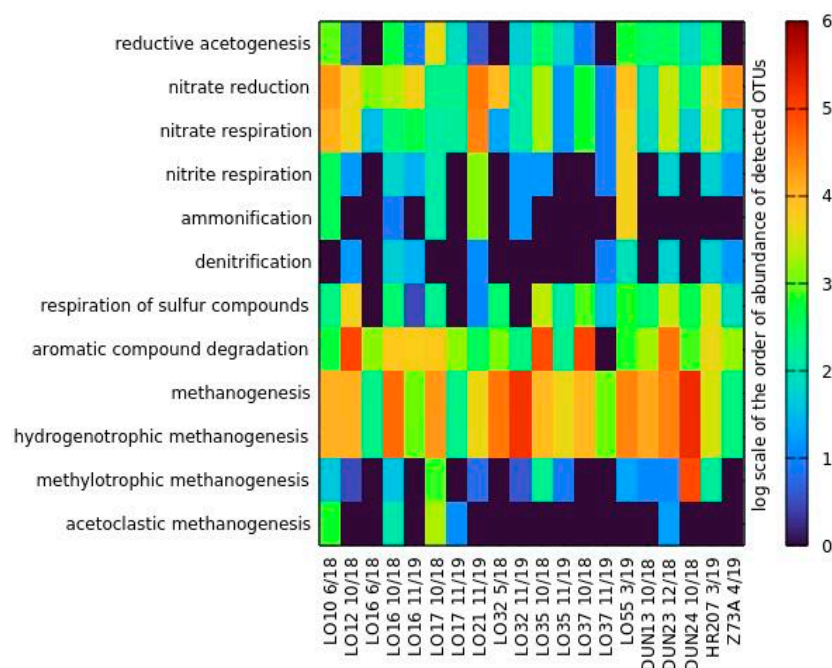 reductive acetogenesis
nitrate reduction
nitrate respiration
nitrite respiration
ammonification
denitrification
respiration of sulfur compounds
aromatic compound degradation
methanogenesis
hydrogenotrophic methanogenesis
methylotrophic methanogenesis
acetoclastic methanogenesis
LO10 6/18
LO12 10/18
LO16 6/18
LO16 10/18
LO16 11/19
LO17 10/18
LO17 11/19
LO21 11/19
LO32 5/18
LO32 11/19
LO35 10/18
LO35 11/19
LO37 10/18
LO37 11/19
LO55 3/19
DUN13 10/18
DUN23 12/18
DUN24 10/18
HR207 3/19
Z73A 4/19
log scale of the order of abundance of detected OTUs
6
5
4
3
2
1
0